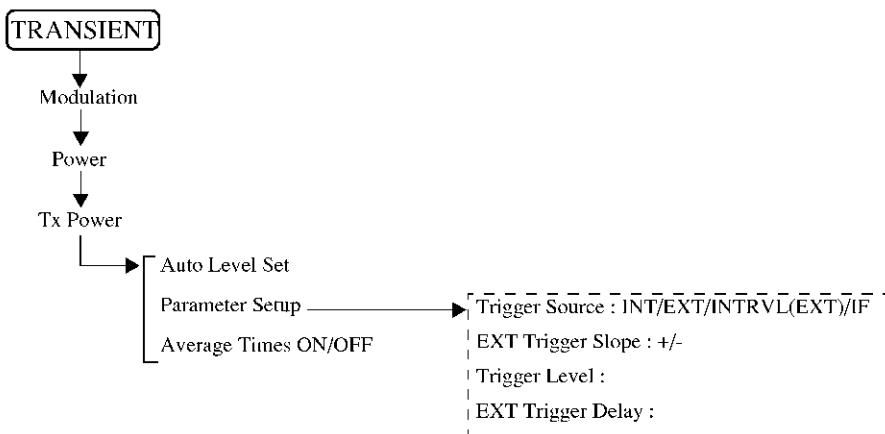 TRANSIENT
Modulation
Power
Tx Power
Auto Level Set
Parameter Setup
Average Times ON/OFF
Trigger Source : INT/EXT/INTRVL(EXT)/IF
EXT Trigger Slope : +/-
Trigger Level :
EXT Trigger Delay :